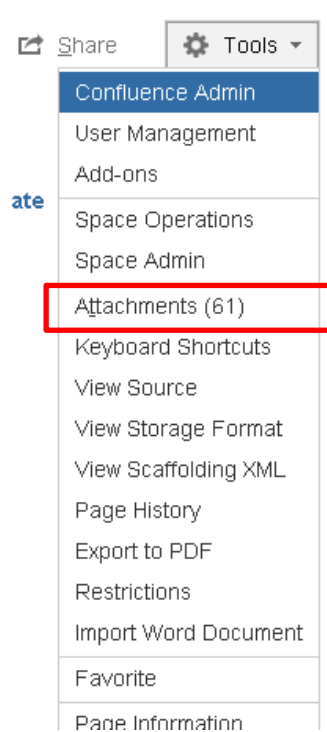 Share
Tools
Confluence Admin
User Management
Add-ons
ate
Space Operations
Space Admin
Attachments (61)
Keyboard Shortcuts
View Source
View Storage Format
View Scaffolding XML
Page History
Export to PDF
Restrictions
Import Word Document
Favorite
Page Information